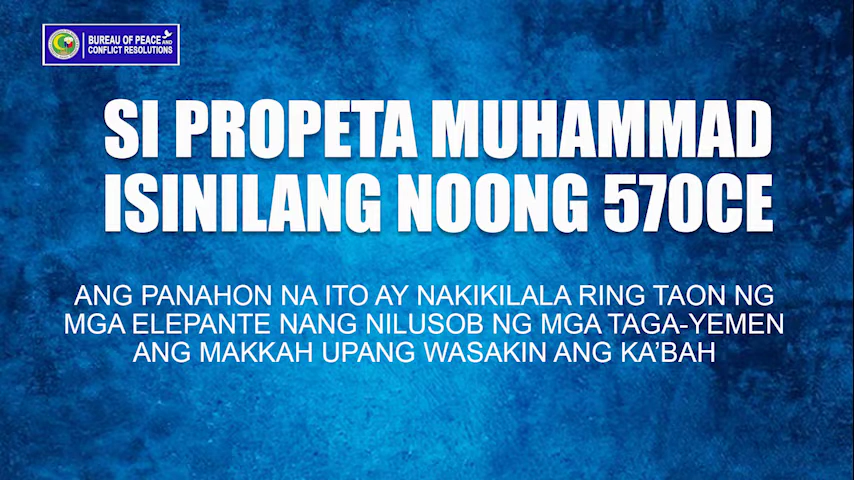 BUREAU OF PEACE AND
CONFLICT RESOLUTIONS
SI PROPETA MUHAMMAD
ISINILANG NOONG 570CE
ANG PANAHON NA ITO AY NAKIKILALA RING TAON NG
MGA ELEPANTE NANG NILUSOB NG MGA TAGA-YEMEN
ANG MAKKAH UPANG WASAKIN ANG KA’BAH